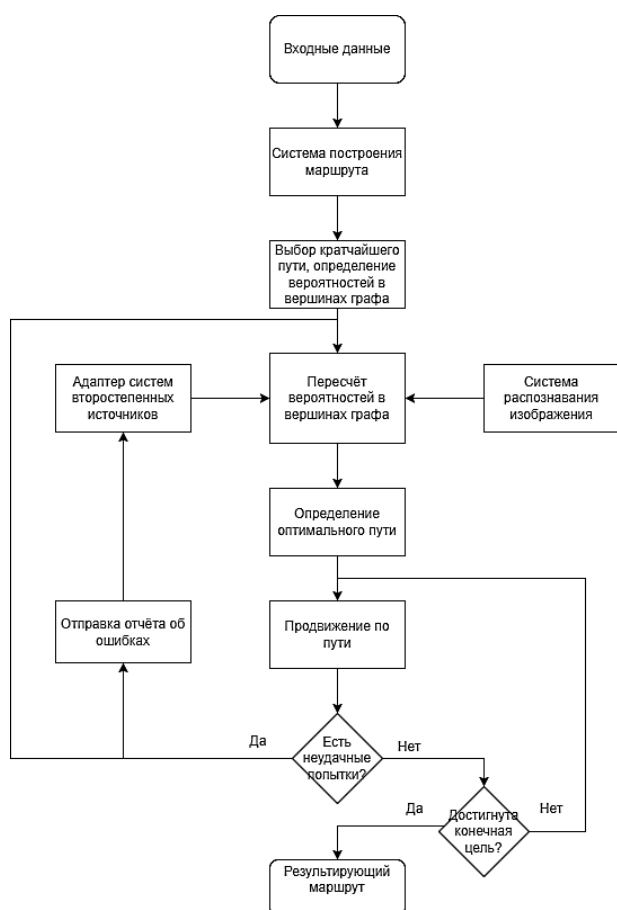 Входные данные
Система построения
маршрута
Выбор кратчайшего
пути, определение
вероятностей в
вершинах графа
Адаптер систем
второстепенных
источников
Пересчёт
вероятностей в
вершинах графа
Система
распознавания
изображения
Определение
оптимального пути
Отправка отчёта об
ошибках
Продвижение по
пути
Да
Есть
неудачные
попытки?
Нет
Да
Достигнута
конечная
цель?
Нет
Результирующий
маршрут